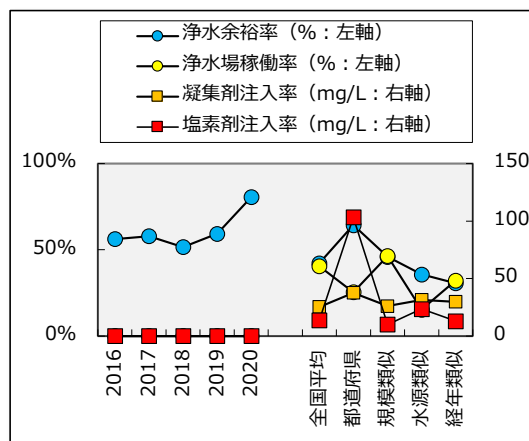 浄水余裕率（%：左軸）
浄水場稼働率（%：左軸）
凝集剤注入率（mg/L：右軸）
塩素剤注入率（mg/L：右軸）
100%
50%
0%
150
100
50
0
2016
2017
2018
2019
2020
全国平均
都道府県
規模類似
水源類似
経年類似